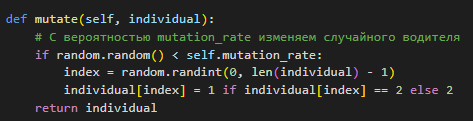 def mutate(self, individual):
    # С вероятностью mutation_rate изменяем случайного водителя
    if random.random() < self.mutation_rate:
        index = random.randint(0, len(individual) - 1)
        individual[index] = 1 if individual[index] == 2 else 2
    return individual